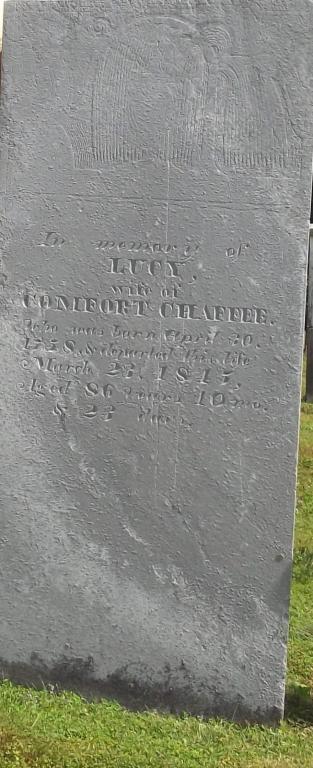 In memory of
LUCY,
wife of
COMFORT CHAFFEE.
who was born April 30.
1758, & departed this life
March 23. 1845,
Aged 86 years 10 mo.
& 23 days.